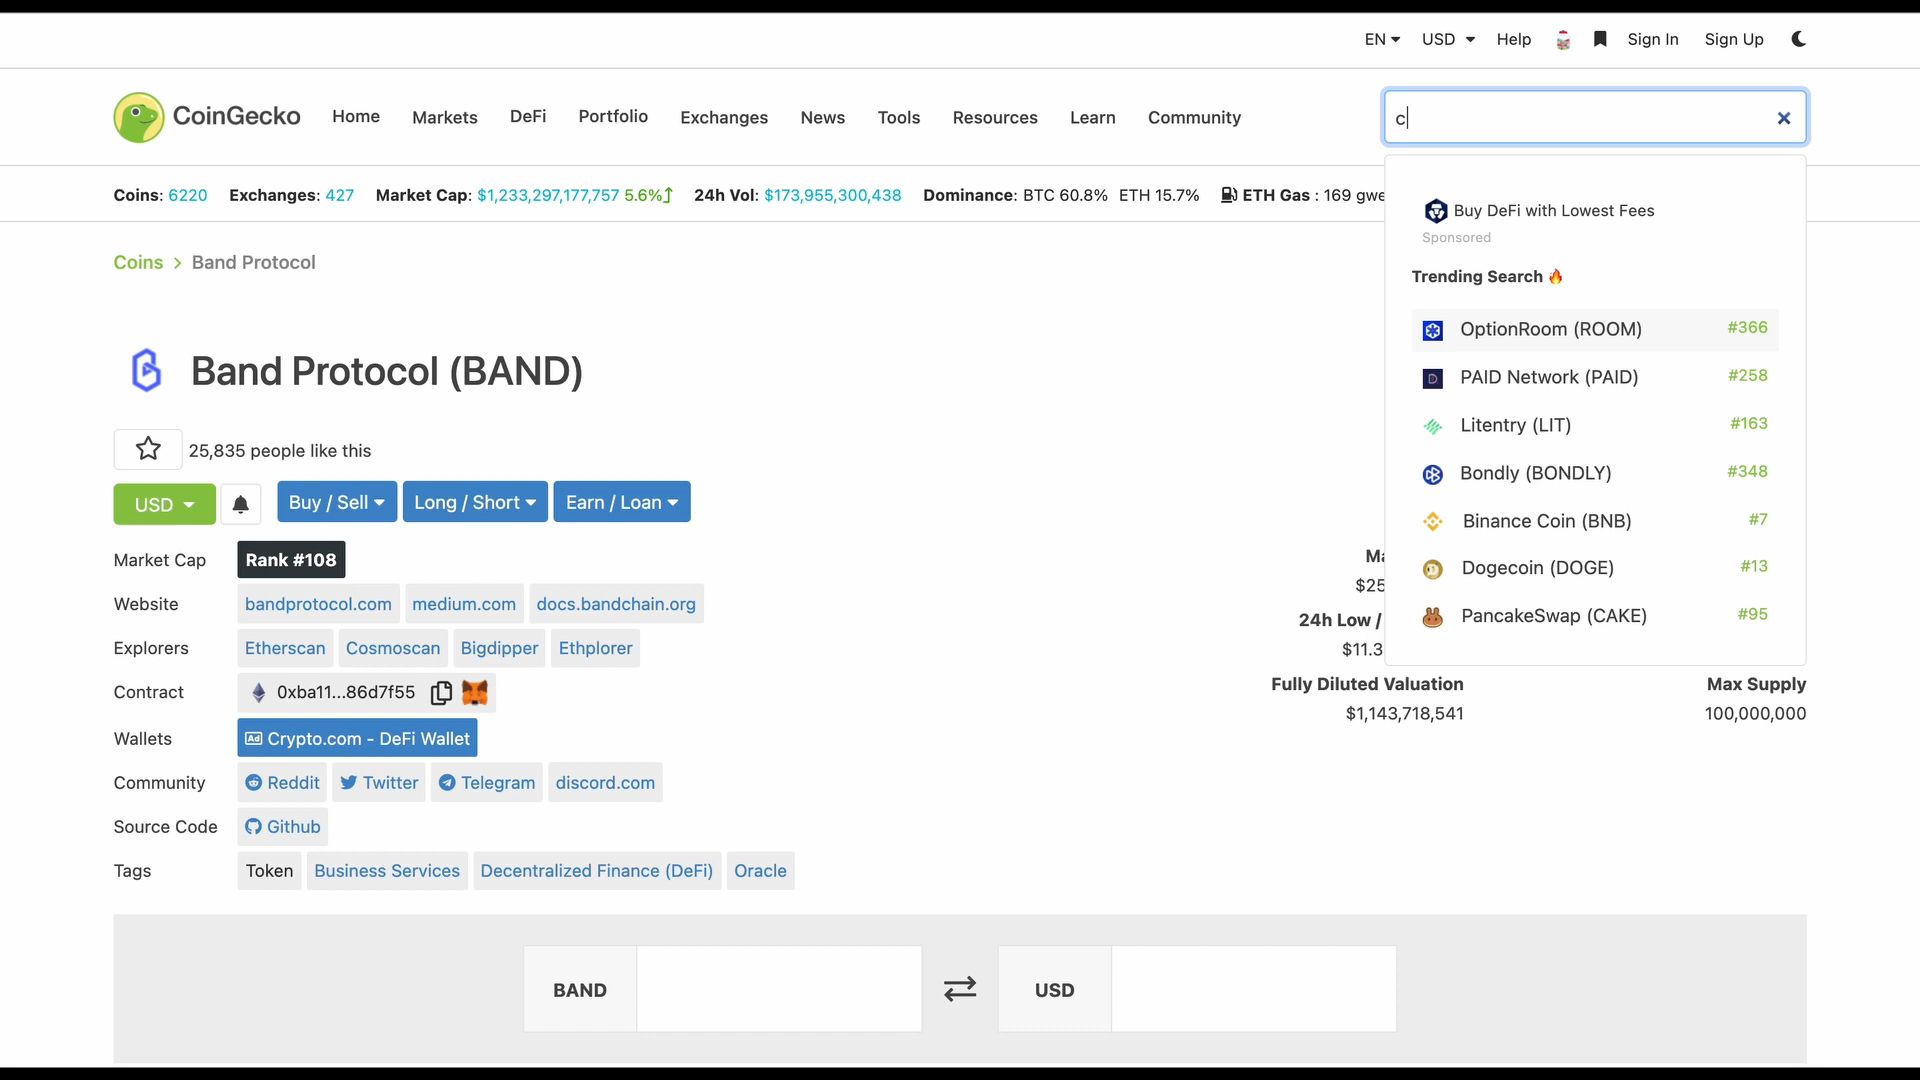 EN USD Help Sign In Sign Up
CoinGecko Home Markets DeFi Portfolio Exchanges News Tools Resources Learn Community c
Coins: 6220 Exchanges: 427 Market Cap: $1,233,297,177,757 5.6% 24h Vol: $173,955,300,438 Dominance: BTC 60.8% ETH 15.7% ETH Gas : 169 gwe
Buy DeFi with Lowest Fees
Sponsored
Trending Search
OptionRoom (ROOM) #366
PAID Network (PAID) #258
Litentry (LIT) #163
Bondly (BONDLY) #348
Binance Coin (BNB) #7
Dogecoin (DOGE) #13
PancakeSwap (CAKE) #95
Coins > Band Protocol
Band Protocol (BAND)
25,835 people like this
USD Buy / Sell Long / Short Earn / Loan
Market Cap Rank #108
Website bandprotocol.com medium.com docs.bandchain.org
Explorers Etherscan Cosmoscan Bigdipper Ethplorer
Contract 0xba11...86d7f55
Wallets Ad Crypto.com - DeFi Wallet
Community Reddit Twitter Telegram discord.com
Source Code Github
Tags Token Business Services Decentralized Finance (DeFi) Oracle
$25
24h Low /
$11.3
Fully Diluted Valuation Max Supply
$1,143,718,541 100,000,000
BAND USD